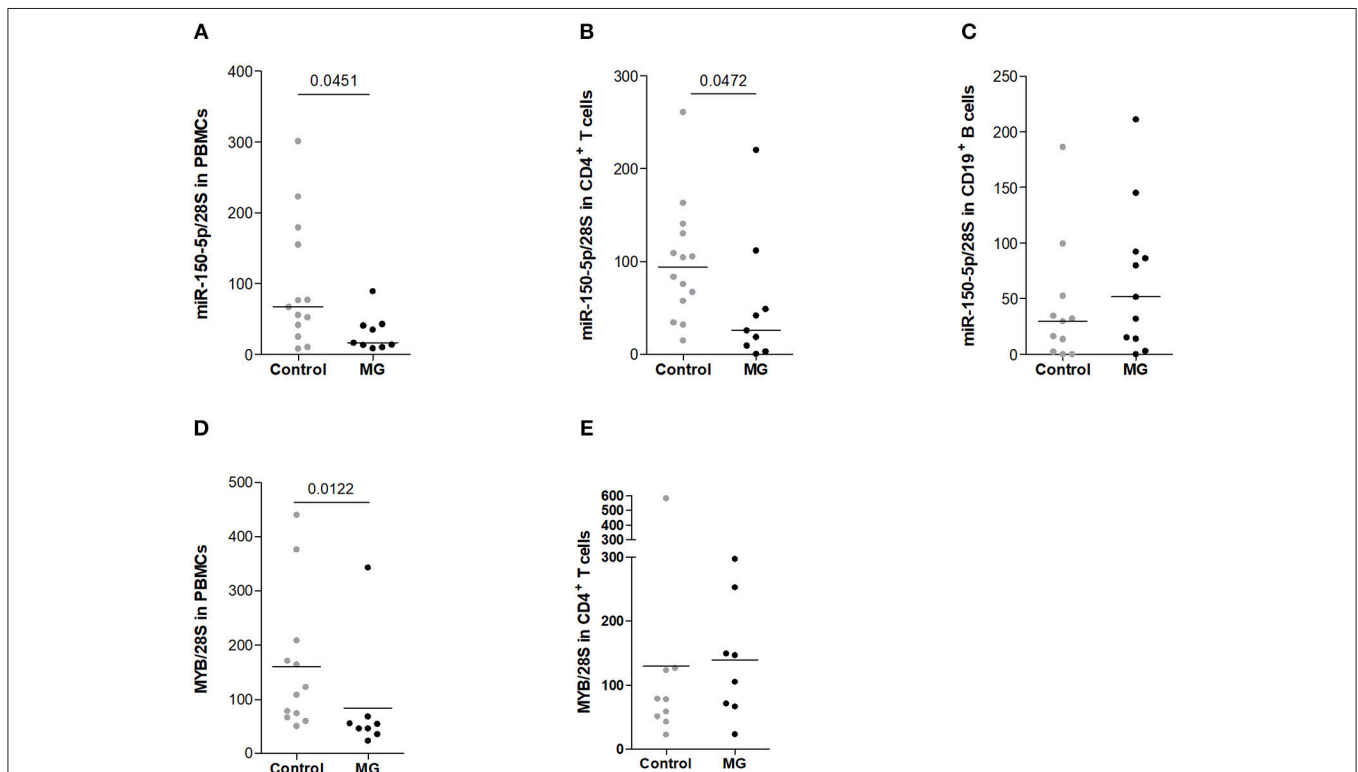 A
miR-150-5p/28S in PBMCs
400
300
200
100
0
0.0451
Control MG
B
miR-150-5p/28S in CD4+ T cells
300
200
100
0
0.0472
Control MG
C
miR-150-5p/28S in CD19+ B cells
250
200
150
100
50
0
Control MG
D
MYB/28S in PBMCs
500
400
300
200
100
0
0.0122
Control MG
E
MYB/28S in CD4+ T cells
600
500
400
300
300
200
100
0
Control MG